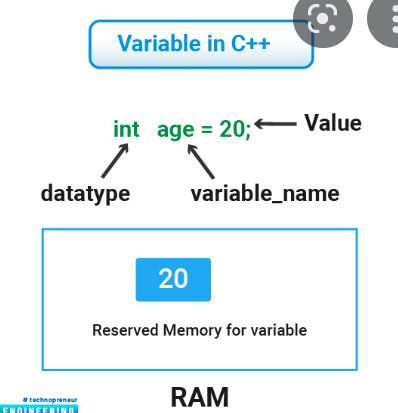 Variable in C++
int age = 20;
Value
datatype
variable_name
20
Reserved Memory for variable
RAM
# technopreneur
ENGINEERING